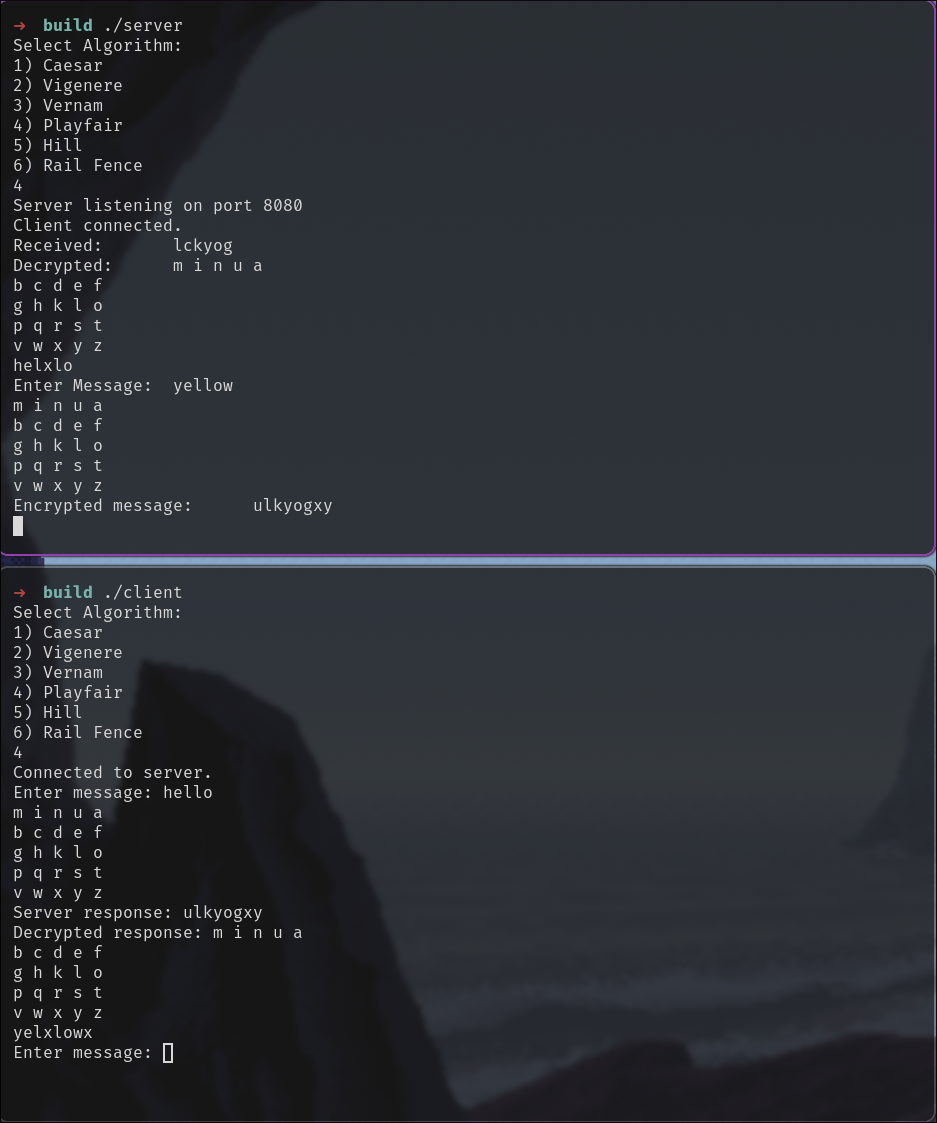 → build ./server
Select Algorithm:
1) Caesar
2) Vigenere
3) Vernam
4) Playfair
5) Hill
6) Rail Fence
4
Server listening on port 8080
Client connected.
Received: lckyog
Decrypted: m i n u a
b c d e f
g h k l o
p q r s t
v w x y z
helxlo
Enter Message: yellow
m i n u a
b c d e f
g h k l o
p q r s t
v w x y z
Encrypted message: ulkyogxy
→ build ./client
Select Algorithm:
1) Caesar
2) Vigenere
3) Vernam
4) Playfair
5) Hill
6) Rail Fence
4
Connected to server.
Enter message: hello
m i n u a
b c d e f
g h k l o
p q r s t
v w x y z
Server response: ulkyogxy
Decrypted response: m i n u a
b c d e f
g h k l o
p q r s t
v w x y z
yelxlowx
Enter message: